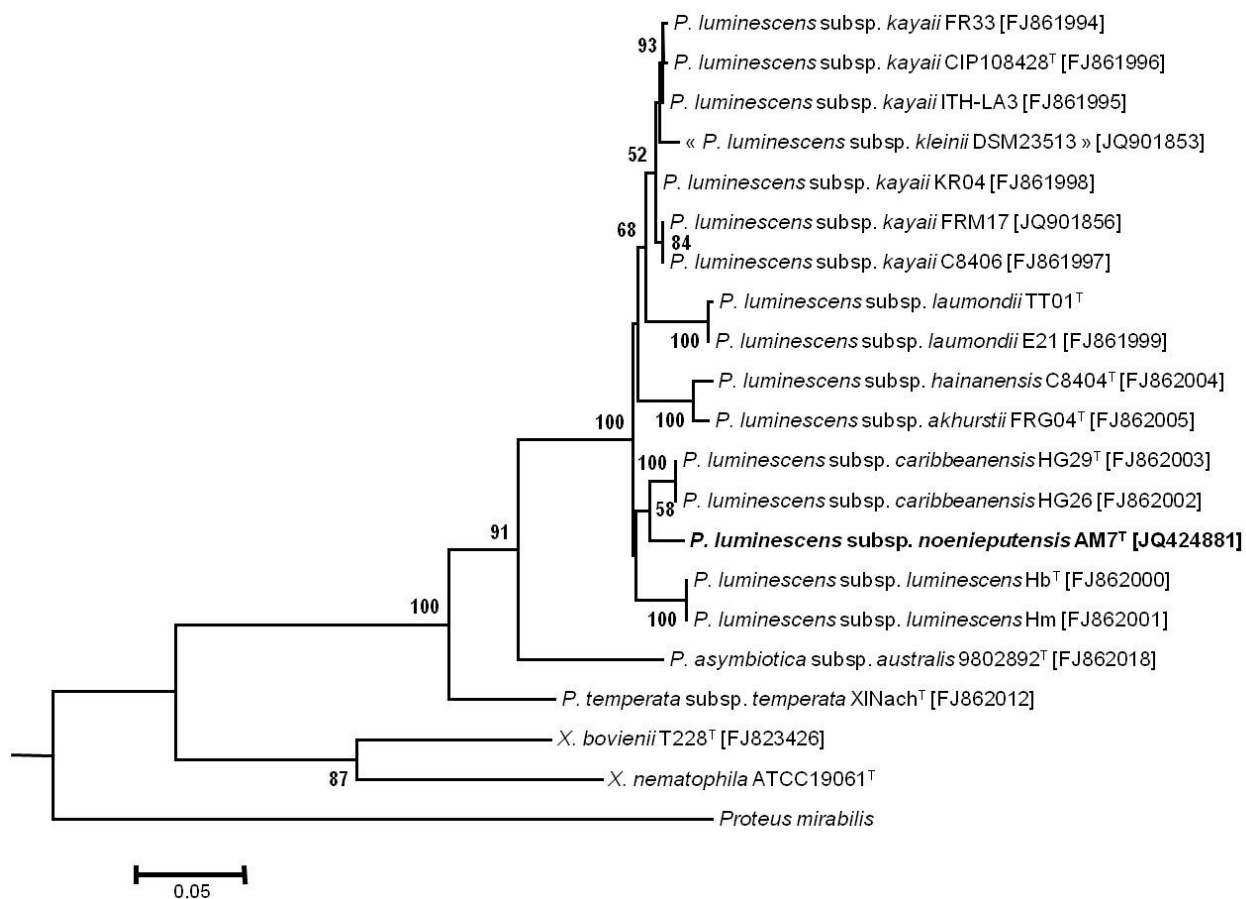 P. luminescens subsp. kayaii FR33 [FJ861994]
93
P. luminescens subsp. kayaii CIP108428ᵀ [FJ861996]
P. luminescens subsp. kayaii ITH-LA3 [FJ861995]
« P. luminescens subsp. kleinii DSM23513 » [JQ901853]
52
P. luminescens subsp. kayaii KR04 [FJ861998]
P. luminescens subsp. kayaii FRM17 [JQ901856]
68
84
P. luminescens subsp. kayaii C8406 [FJ861997]
P. luminescens subsp. laumondii TT01ᵀ
100
P. luminescens subsp. laumondii E21 [FJ861999]
P. luminescens subsp. hainanensis C8404ᵀ [FJ862004]
100
P. luminescens subsp. akhurstii FRG04ᵀ [FJ862005]
100
100
P. luminescens subsp. caribbeanensis HG29ᵀ [FJ862003]
P. luminescens subsp. caribbeanensis HG26 [FJ862002]
58
P. luminescens subsp. noenieputensis AM7ᵀ [JQ424881]
91
P. luminescens subsp. luminescens Hbᵀ [FJ862000]
100
100
P. luminescens subsp. luminescens Hm [FJ862001]
P. asymbiotica subsp. australis 9802892ᵀ [FJ862018]
P. temperata subsp. temperata XlNachᵀ [FJ862012]
X. bovienii T228ᵀ [FJ823426]
87
X. nematophila ATCC19061ᵀ
Proteus mirabilis
0.05